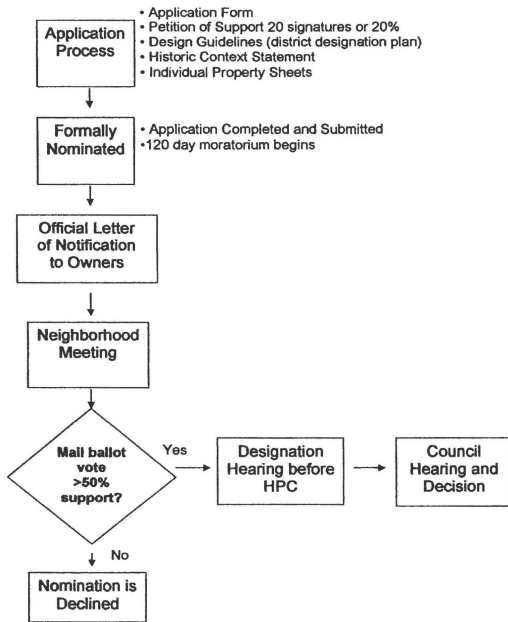 Application
Process
• Application Form
• Petition of Support 20 signatures or 20%
• Design Guidelines (district designation plan)
• Historic Context Statement
• Individual Property Sheets
Formally
Nominated
• Application Completed and Submitted
•120 day moratorium begins
Official Letter
of Notification
to Owners
Neighborhood
Meeting
Mail ballot
vote
>50%
support?
Yes
Designation
Hearing before
HPC
Council
Hearing and
Decision
No
Nomination is
Declined